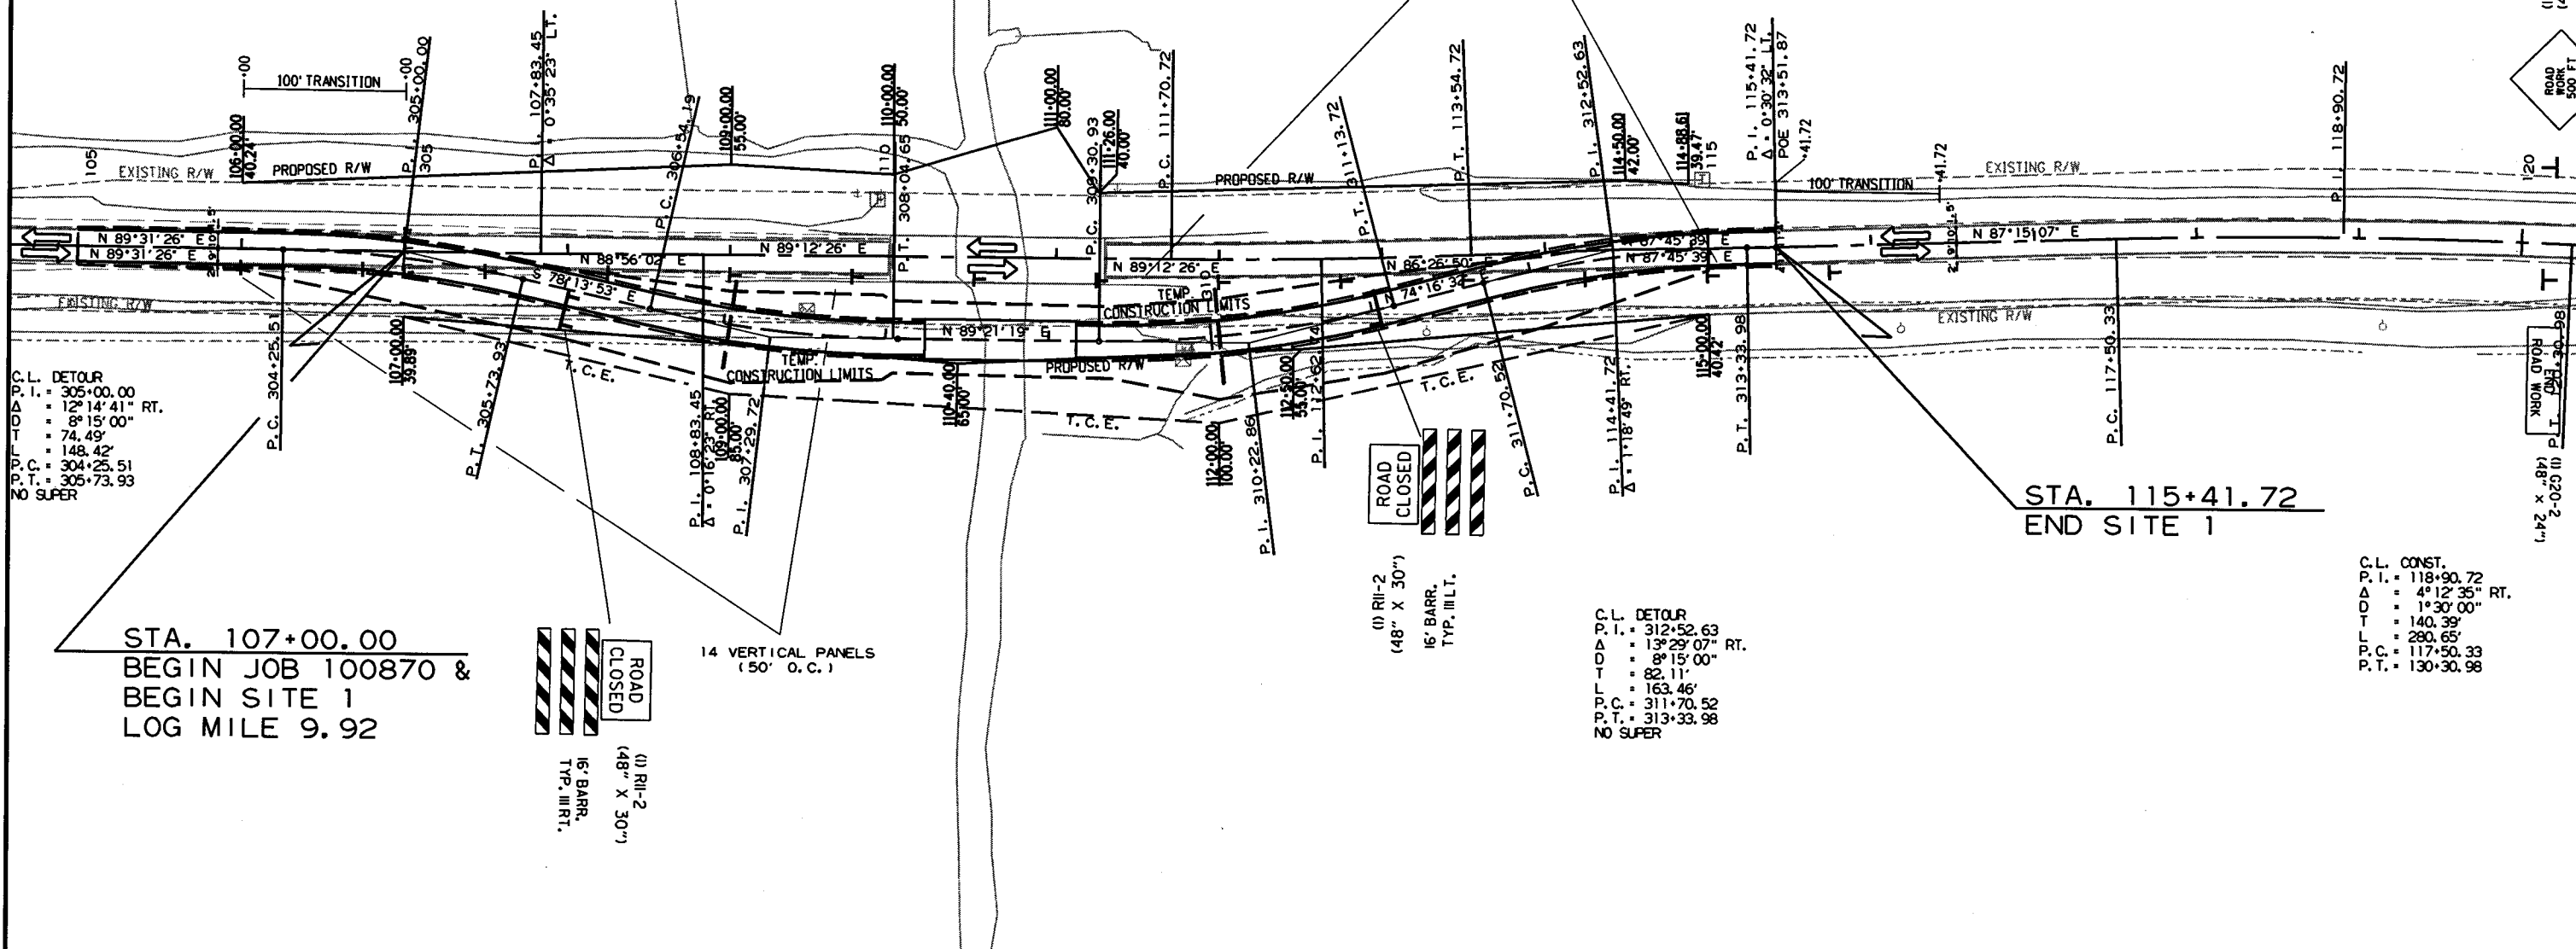 +00
100' TRANSITION
+00
106+00.00
40.24'
105
EXISTING R/W
PROPOSED R/W
P. I. 305+00.00
305
P. I. 107+83.45
Δ = 0°35'23" LT.
P. C. 306+54.19
109+00.00
55.00'
110+00.00
50.00'
110
P. T. 308+04.65
111+00.00
80.00'
P. C. 309+30.93
111+26.00
40.00'
P. C. 111+70.72
PROPOSED R/W
P. T. 311+13.72
P. T. 113+54.72
P. I. 312+52.63
114+50.00
42.00'
114+88.61
39.47'
115
P. I. 115+41.72
Δ = 0°30'32" LT.
POE 313+51.87
+41.72
100' TRANSITION
+41.72
EXISTING R/W
P. I. 118+90.72
120
ROAD
WORK
500 FT
N 89°31'26" E
N 89°31'26" E
N 88°56'02" E
S 78°13'53" E
N 89°12'26" E
N 89°12'26" E
N 86°26'50" E
N 87°45'39" E
N 87°45'39" E
N 87°15'07" E
310
TEMP.
CONSTRUCTION LIMITS
N 89°21'19" E
EXISTING R/W
EXISTING R/W
TEMP.
CONSTRUCTION LIMITS
PROPOSED R/W
T. C. E.
T. C. E.
T. C. E.
P. C. 304+25.51
107+00.00
39.89'
P. T. 305+73.93
P. I. 108+83.45
Δ = 0°16'23" RT.
109+00.00
85.00'
P. I. 307+29.72
110+40.00
65.00'
112+00.00
100.00'
P. I. 310+22.86
112+50.00
55.00'
P. I. 112+62.74
P. C. 311+70.52
P. I. 114+41.72
Δ = 1°18'49" RT.
115+00.00
40.42'
P. T. 313+33.98
P. C. 117+50.33
END
ROAD WORK
(1) G20-2
(48" x 24")
C.L. DETOUR
P. I. = 305+00.00
Δ = 12°14'41" RT.
D = 8°15'00"
T = 74.49'
L = 148.42'
P. C. = 304+25.51
P. T. = 305+73.93
NO SUPER
STA. 107+00.00
BEGIN JOB 100870 &
BEGIN SITE 1
LOG MILE 9.92
ROAD
CLOSED
(1) R11-2
(48" X 30")
16' BARR.
TYP. III RT.
14 VERTICAL PANELS
(50' O.C.)
ROAD
CLOSED
(1) R11-2
(48" X 30")
16' BARR.
TYP. III LT.
STA. 115+41.72
END SITE 1
C.L. DETOUR
P. I. = 312+52.63
Δ = 13°29'07" RT.
D = 8°15'00"
T = 82.11'
L = 163.46'
P. C. = 311+70.52
P. T. = 313+33.98
NO SUPER
C.L. CONST.
P. I. = 118+90.72
Δ = 4°12'35" RT.
D = 1°30'00"
T = 140.39'
L = 280.65'
P. C. = 117+50.33
P. T. = 130+30.98